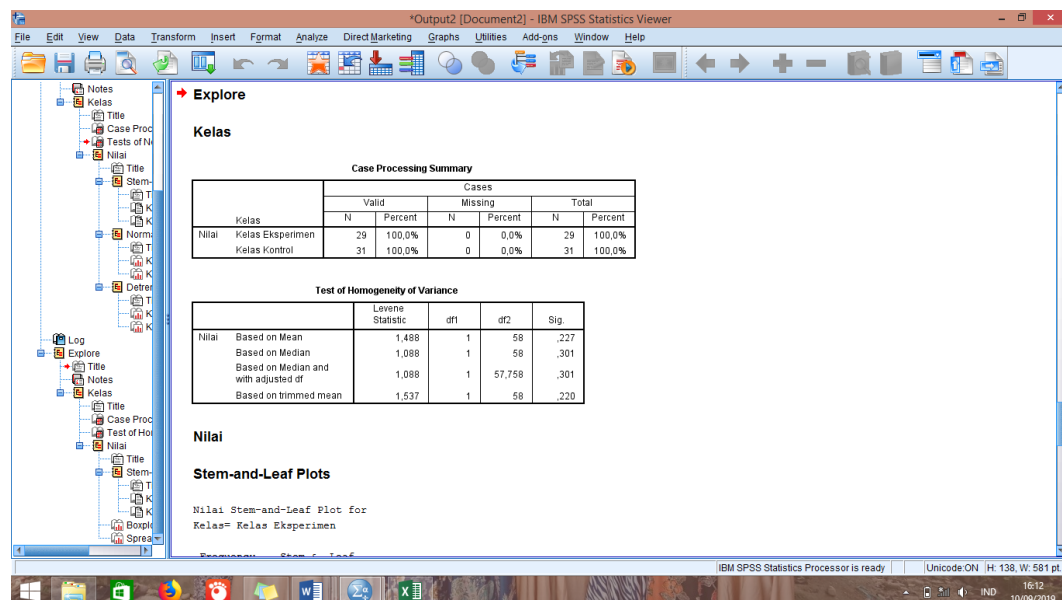 *Output2 [Document2] - IBM SPSS Statistics Viewer
File Edit View Data Transform Insert Format Analyze Direct Marketing Graphs Utilities Add-ons Window Help
Notes
Kelas
Title
Case Proc
Tests of N
Nilai
Title
Stem-
T
K
K
Norm
T
K
K
Detre
T
K
K
Log
Explore
Title
Notes
Kelas
Title
Case Proc
Test of Ho
Nilai
Title
Stem-
T
K
K
Boxpl
Sprea
Explore
Kelas
Case Processing Summary
Cases
Valid Missing Total
Kelas N Percent N Percent N Percent
Nilai Kelas Eksperimen 29 100,0% 0 0,0% 29 100,0%
Kelas Kontrol 31 100,0% 0 0,0% 31 100,0%
Test of Homogeneity of Variance
Levene
Statistic df1 df2 Sig.
Nilai Based on Mean 1,488 1 58 ,227
Based on Median 1,088 1 58 ,301
Based on Median and
with adjusted df 1,088 1 57,758 ,301
Based on trimmed mean 1,537 1 58 ,220
Nilai
Stem-and-Leaf Plots
Nilai Stem-and-Leaf Plot for
Kelas= Kelas Eksperimen
Frequency Stem & Leaf
IBM SPSS Statistics Processor is ready Unicode:ON H: 138, W: 581 pt.
IND 16:12
10/09/2019